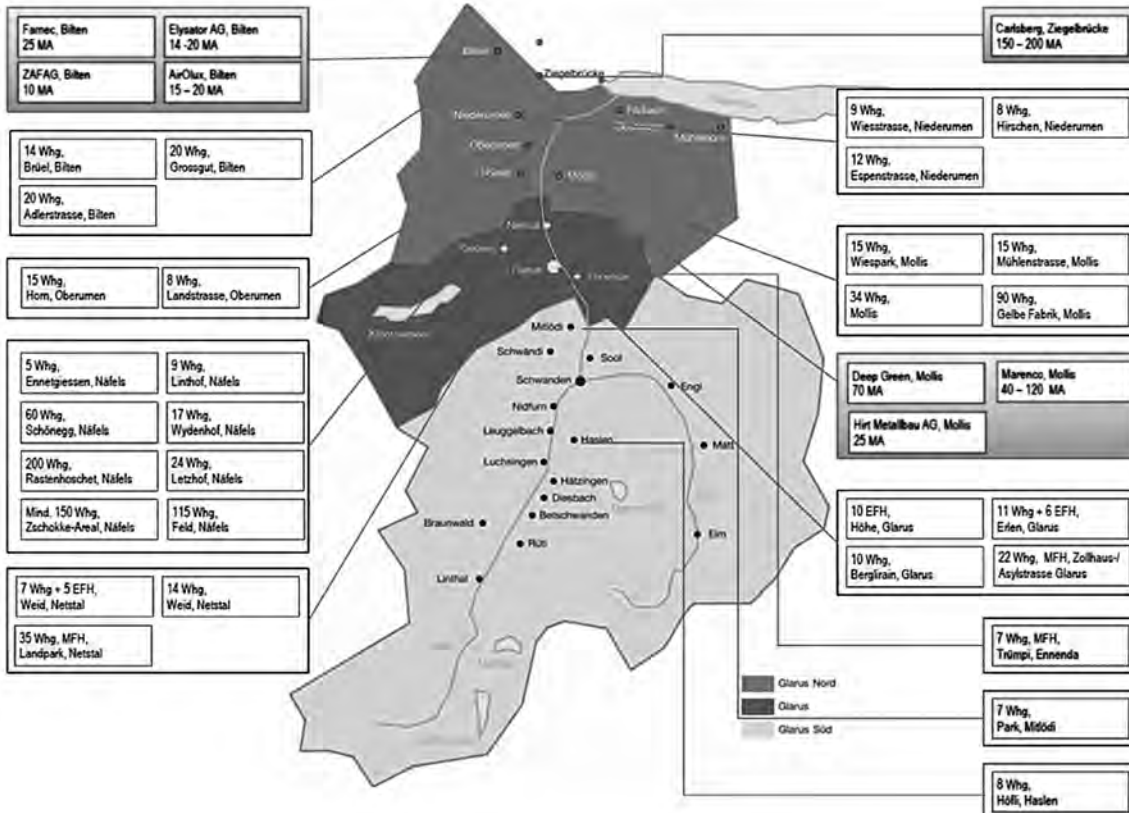 Famec, Bilten
25 MA
Elysator AG, Bilten
14 -20 MA
ZAFAG, Bilten
10 MA
AirOlux, Bilten
15 – 20 MA
14 Whg,
Brüel, Bilten
20 Whg,
Grossgut, Bilten
20 Whg,
Adlerstrasse, Bilten
15 Whg,
Horn, Oberurnen
8 Whg,
Landstrasse, Oberurnen
5 Whg,
Ennetgiessen, Näfels
9 Whg,
Linthof, Näfels
60 Whg,
Schönegg, Näfels
17 Whg,
Wydenhof, Näfels
200 Whg,
Rastenhoschet, Näfels
24 Whg,
Letzhof, Näfels
Mind. 150 Whg,
Zschokke-Areal, Näfels
115 Whg,
Feld, Näfels
7 Whg + 5 EFH,
Weid, Netstal
14 Whg,
Weid, Netstal
35 Whg, MFH,
Landpark, Netstal
Bilten
Ziegelbrücke
Niederurnen
Oberurnen
Näfels
Mollis
Filzbach
Mühlehorn
Netstal
Riedern
Glarus
Ennenda
Mitlödi
Schwändi
Sool
Schwanden
Engi
Nidfurn
Leuggelbach
Haslen
Matt
Luchsingen
Hätzingen
Diesbach
Betschwanden
Braunwald
Rüti
Elm
Linthal
Glarus Nord
Glarus
Glarus Süd
Carlsberg, Ziegelbrücke
150 – 200 MA
9 Whg,
Wiesstrasse, Niederurnen
8 Whg,
Hirschen, Niederurnen
12 Whg,
Espenstrasse, Niederurnen
15 Whg,
Wiespark, Mollis
15 Whg,
Mühlenstrasse, Mollis
34 Whg,
Mollis
90 Whg,
Gelbe Fabrik, Mollis
Deep Green, Mollis
70 MA
Marenco, Mollis
40 – 120 MA
Hirt Metallbau AG, Mollis
25 MA
10 EFH,
Höhe, Glarus
11 Whg + 6 EFH,
Erlen, Glarus
10 Whg,
Berglirain, Glarus
22 Whg, MFH, Zollhaus-/
Asylstrasse Glarus
7 Whg, MFH,
Trümpi, Ennenda
7 Whg,
Park, Mitlödi
8 Whg,
Höfli, Haslen